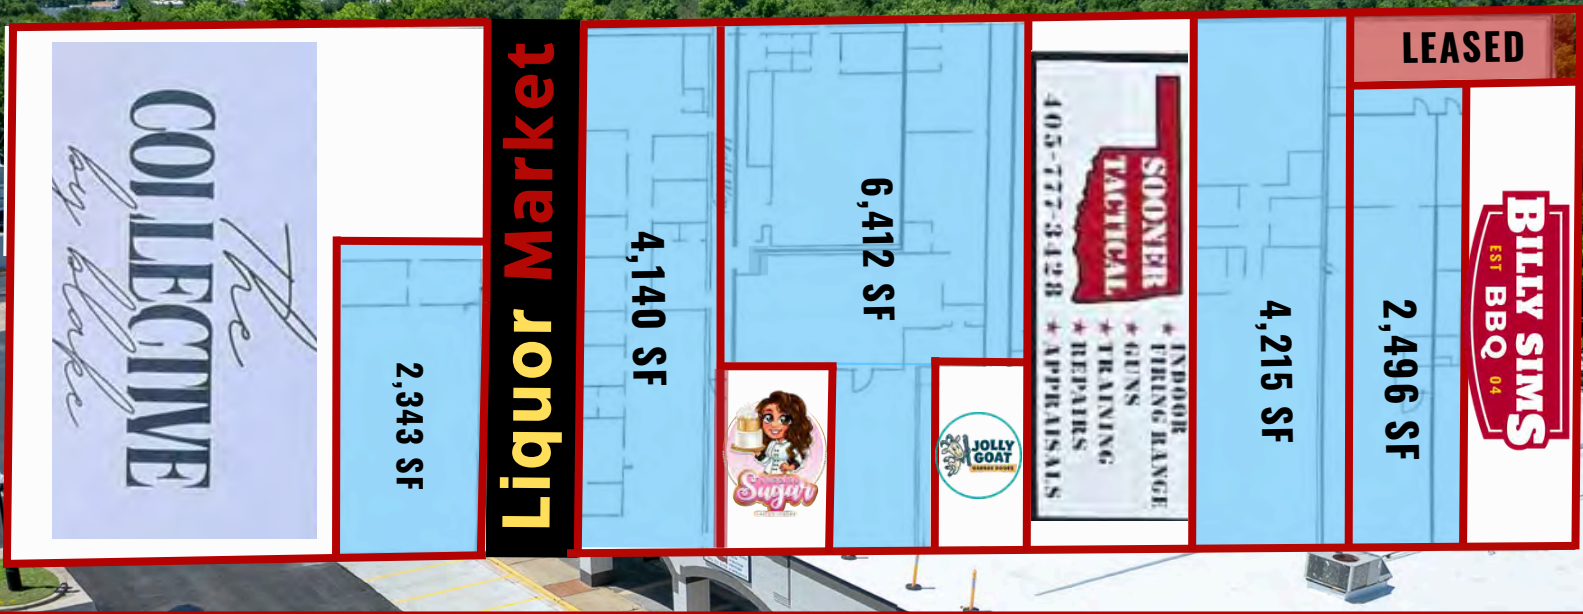 The
COLLECTIVE
by blake
2,343 SF
Liquor Market
4,140 SF
6,412 SF
Sugar
JOLLY
GOAT
GARAGE DOORS
SOONER
TACTICAL
405-777-3428
★ INDOOR
FIRING RANGE
★ GUNS
★ TRAINING
★ REPAIRS
★ APPRAISALS
4,215 SF
2,496 SF
LEASED
BILLY SIMS
EST BBQ 04